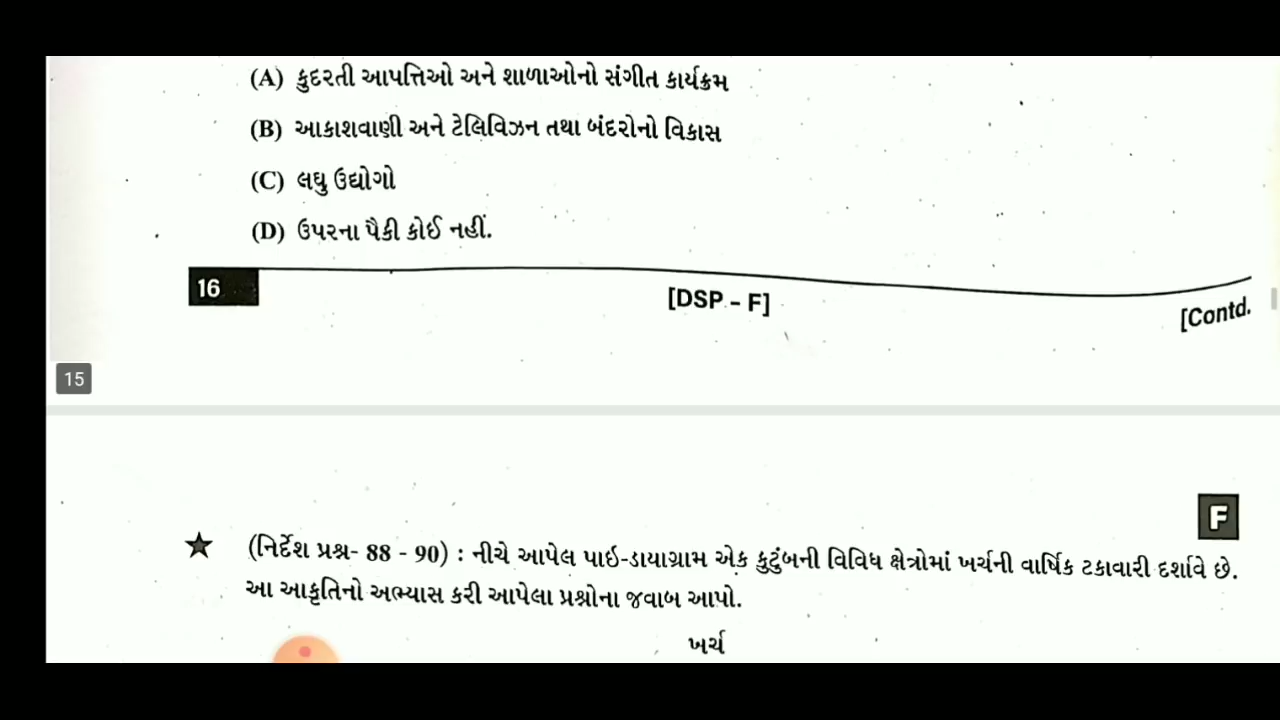 (A) કુદરતી આપત્તિઓ અને શાળાઓનો સંગીત કાર્યક્રમ
(B) આકાશવાણી અને ટેલિવિઝન તથા બંદરોનો વિકાસ
(C) લઘુ ઉદ્યોગો
(D) ઉપરના પૈકી કોઈ નહીં.
16
[DSP – F]
[Contd.
15
F
★ (નિર્દેશ પ્રશ્ન- 88 - 90) : નીચે આપેલ પાઇ-ડાયાગ્રામ એક કુટુંબની વિવિધ ક્ષેત્રોમાં ખર્ચની વાર્ષિક ટકાવારી દર્શાવે છે.
આ આકૃતિનો અભ્યાસ કરી આપેલા પ્રશ્નોના જવાબ આપો.
ખર્ચ